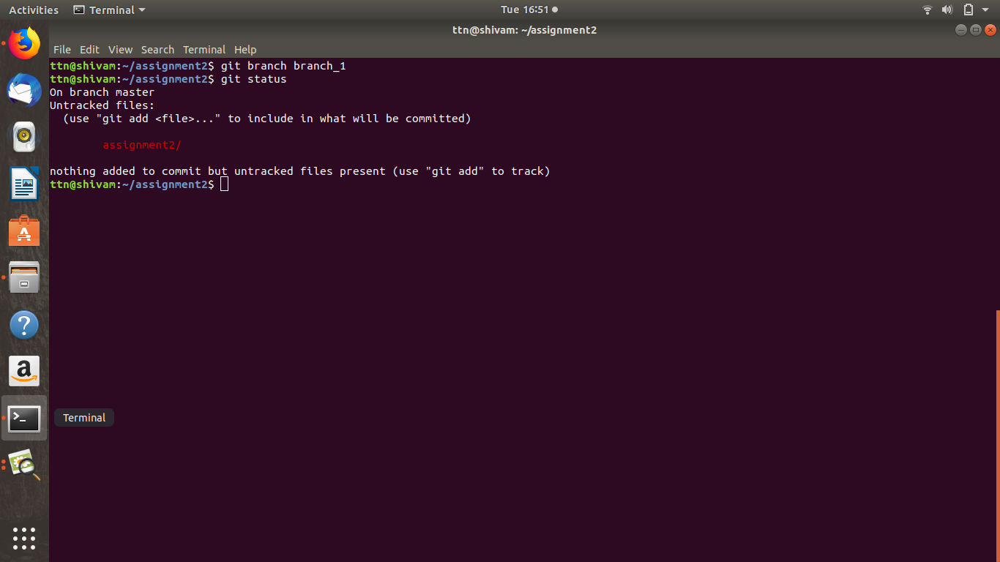 Activities Terminal Tue 16:51
ttn@shivam: ~/assignment2
File Edit View Search Terminal Help
ttn@shivam:~/assignment2$ git branch branch_1
ttn@shivam:~/assignment2$ git status
On branch master
Untracked files:
  (use "git add <file>..." to include in what will be committed)
        assignment2/
nothing added to commit but untracked files present (use "git add" to track)
ttn@shivam:~/assignment2$
a
Terminal